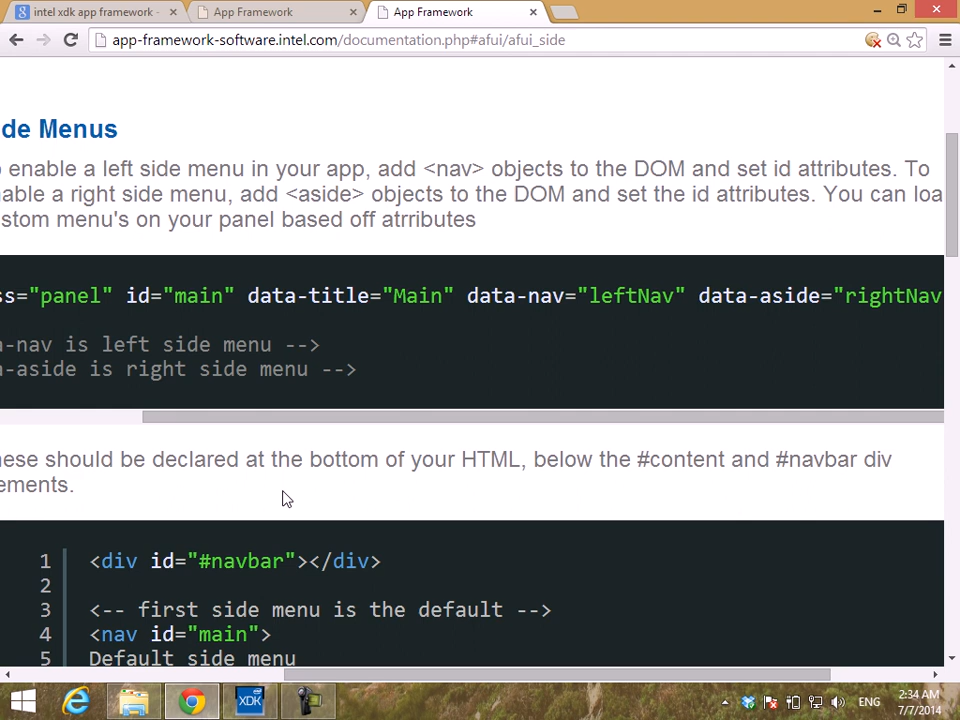 intel xdk app framework -
App Framework
App Framework
app-framework-software.intel.com/documentation.php#afui/afui_side
de Menus
o enable a left side menu in your app, add <nav> objects to the DOM and set id attributes. To
nable a right side menu, add <aside> objects to the DOM and set the id attributes. You can loa
stom menu's on your panel based off atrributes
ss="panel" id="main" data-title="Main" data-nav="leftNav" data-aside="rightNav
a-nav is left side menu -->
a-aside is right side menu -->
hese should be declared at the bottom of your HTML, below the #content and #navbar div
ements.
1 <div id="#navbar"></div>
2
3 <-- first side menu is the default -->
4 <nav id="main">
5 Default side menu
XDK
ENG
2:34 AM
7/7/2014